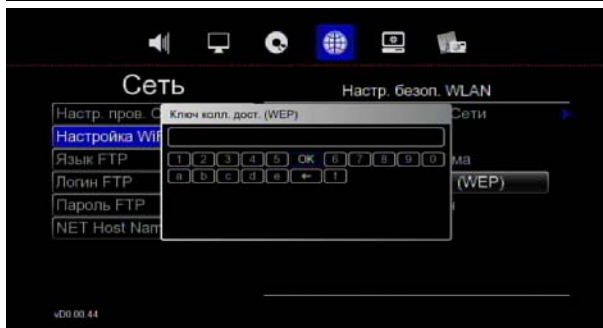 Сеть
Настр. безоп. WLAN
Настр. пров. С
Ключ колл. дост. (WEP)
Сети
Настройка WiF
Язык FTP
1 2 3 4 5 OK 6 7 8 9 0
ма
Логин FTP
a b c d e ← f
(WEP)
Пароль FTP
NET Host Nam
vD0.00.44